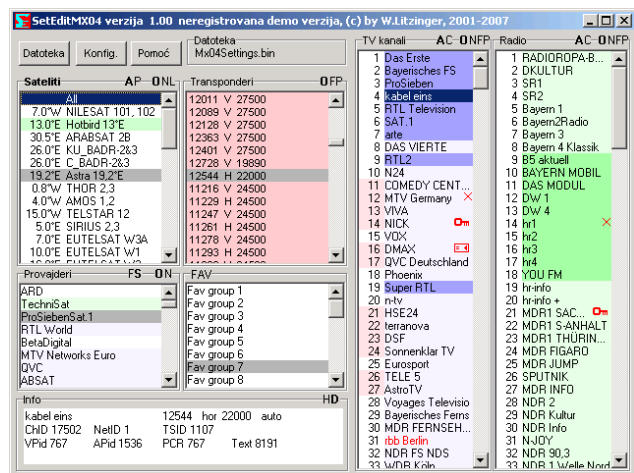 SetEditMX04 verzija 1.00 neregistrovana demo verzija, (c) by W.Litzinger, 2001-2007
Datoteka Konfig. Pomoć
Datoteka
Mx04Settings.bin
Sateliti A P O N L
All
7.0°W NILESAT 101, 102
13.0°E Hotbird 13°E
30.5°E ARABSAT 2B
26.0°E KU_BADR-2&3
26.0°E C_BADR-2&3
19.2°E Astra 19,2°E
0.8°W THOR 2,3
4.0°W AMOS 1,2
15.0°W TELSTAR 12
5.0°E SIRIUS 2,3
7.0°E EUTELSAT W3A
10.0°E EUTELSAT W1
Transponderi O F P
12011 V 27500
12089 V 27500
12128 V 27500
12363 V 27500
12401 V 27500
12728 V 19890
12544 H 22000
11216 V 24500
11229 H 24500
11247 V 24500
11261 H 24500
11278 V 24500
11293 H 24500
Provajderi F S O N
ARD
TechniSat
ProSiebenSat.1
RTL World
BetaDigital
MTV Networks Euro
QVC
ABSAT
FAV
Fav group 1
Fav group 2
Fav group 3
Fav group 4
Fav group 5
Fav group 6
Fav group 7
Fav group 8
Info H D
kabel eins 12544 hor 22000 auto
ChID 17502 NetID 1 TSID 1107
VPid 767 APid 1536 PCR 767 Text 8191
TV kanali A C O N F P
1 Das Erste
2 Bayerisches FS
3 ProSieben
4 kabel eins
5 RTL Television
6 SAT.1
7 arte
8 DAS VIERTE
9 RTL2
10 N24
11 COMEDY CENT...
12 MTV Germany
13 VIVA
14 NICK
15 VOX
16 DMAX
17 QVC Deutschland
18 Phoenix
19 Super RTL
20 n-tv
21 HSE24
22 terranova
23 DSF
24 Sonnenklar TV
25 Eurosport
26 TELE 5
27 AstroTV
28 Voyages Televisio
29 Bayerisches Ferns
30 MDR FERNSEH...
31 rbb Berlin
32 NDR FS NDS
33 WDR Köln
Radio A C O N F P
1 RADIOROPA-B...
2 DKULTUR
3 SR1
4 SR2
5 Bayern 1
6 Bayern2Radio
7 Bayern 3
8 Bayern 4 Klassik
9 B5 aktuell
10 BAYERN MOBIL
11 DAS MODUL
12 DW 1
13 DW 4
14 hr1
15 hr2
16 hr3
17 hr4
18 YOU FM
19 hr-info
20 hr-info +
21 MDR1 SAC...
22 MDR1 S-ANHALT
23 MDR1 THÜRIN...
24 MDR FIGARO
25 MDR JUMP
26 SPUTNIK
27 MDR INFO
28 NDR 2
29 NDR Kultur
30 NDR Info
31 N-JOY
32 NDR 90,3
33 NDR 1 Welle Nord